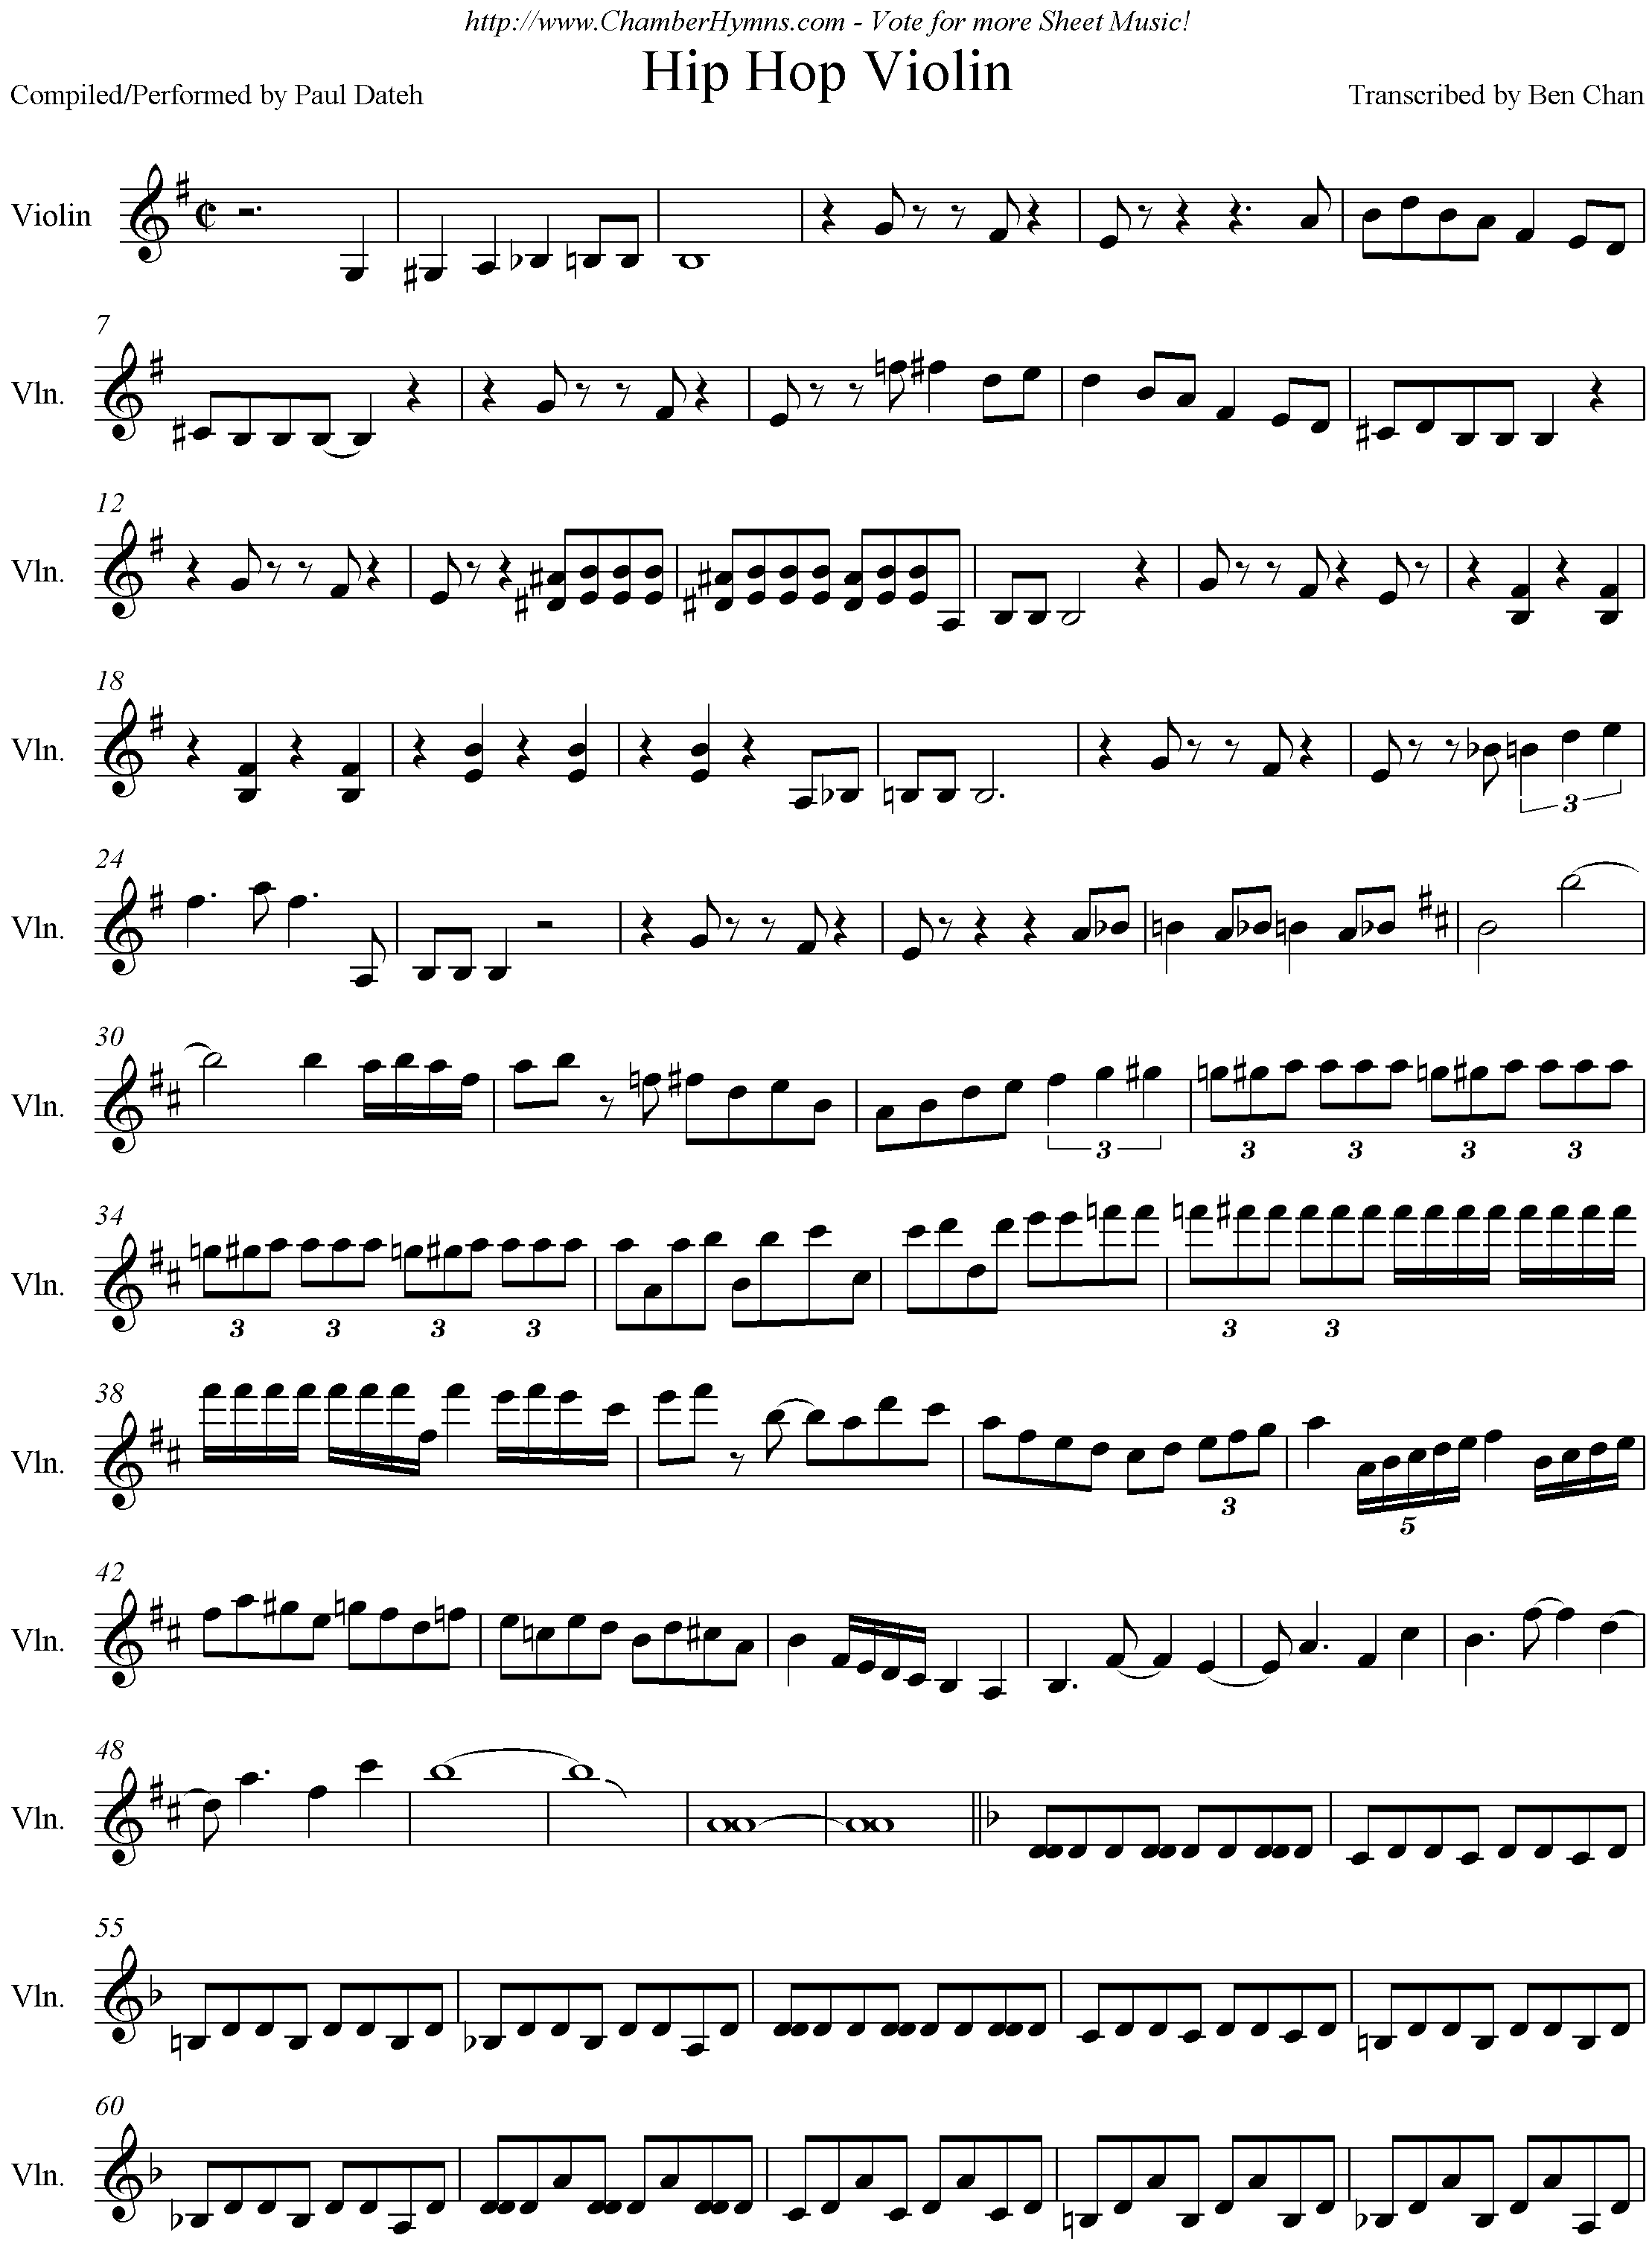 http://www.ChamberHymns.com - Vote for more Sheet Music!
Hip Hop Violin
Compiled/Performed by Paul Dateh
Transcribed by Ben Chan
Violin
7
Vln.
12
Vln.
18
Vln.
3
24
Vln.
30
Vln.
3
3 3 3 3
34
Vln.
3 3 3 3
3 3
38
Vln.
3
5
42
Vln.
48
Vln.
55
Vln.
60
Vln.